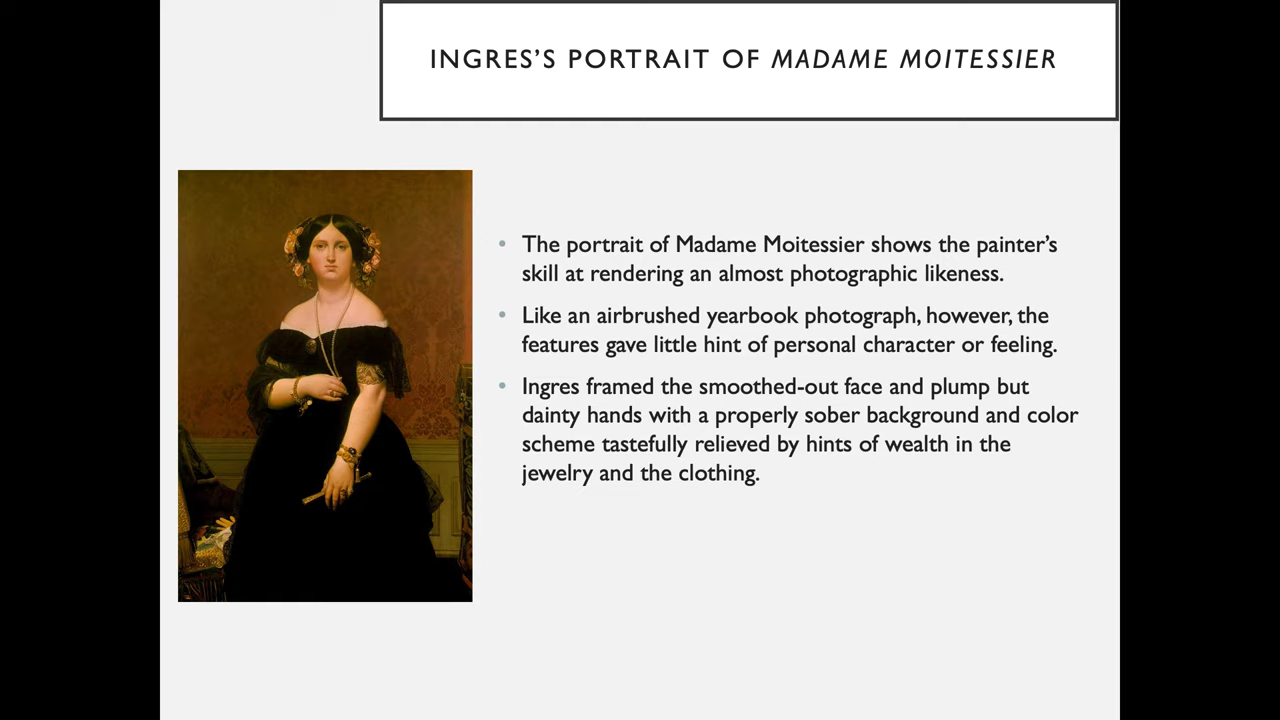 INGRES’S PORTRAIT OF MADAME MOITESSIER
• The portrait of Madame Moitessier shows the painter’s
skill at rendering an almost photographic likeness.
• Like an airbrushed yearbook photograph, however, the
features gave little hint of personal character or feeling.
• Ingres framed the smoothed-out face and plump but
dainty hands with a properly sober background and color
scheme tastefully relieved by hints of wealth in the
jewelry and the clothing.